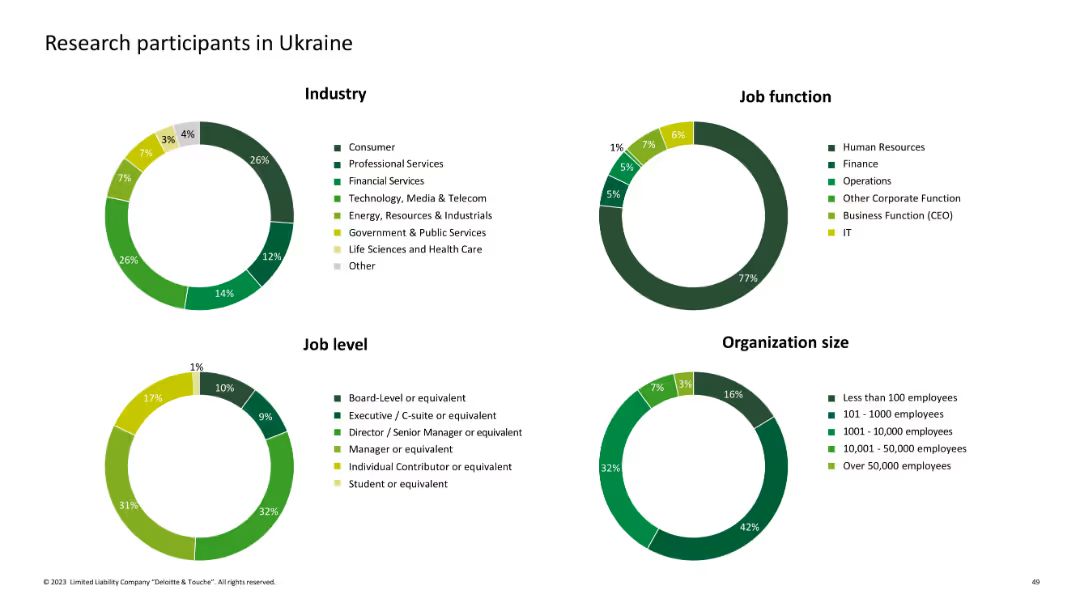 Research participants in Ukraine
Industry
26%
12%
14%
26%
7%
7%
3%
4%
Consumer
Professional Services
Financial Services
Technology, Media & Telecom
Energy, Resources & Industrials
Government & Public Services
Life Sciences and Health Care
Other
Job function
77%
5%
5%
1%
7%
6%
Human Resources
Finance
Operations
Other Corporate Function
Business Function (CEO)
IT
Job level
10%
9%
32%
31%
17%
1%
Board-Level or equivalent
Executive / C-suite or equivalent
Director / Senior Manager or equivalent
Manager or equivalent
Individual Contributor or equivalent
Student or equivalent
Organization size
16%
42%
32%
7%
3%
Less than 100 employees
101 - 1000 employees
1001 - 10,000 employees
10,001 - 50,000 employees
Over 50,000 employees
© 2023 Limited Liability Company "Deloitte & Touche". All rights reserved.
49